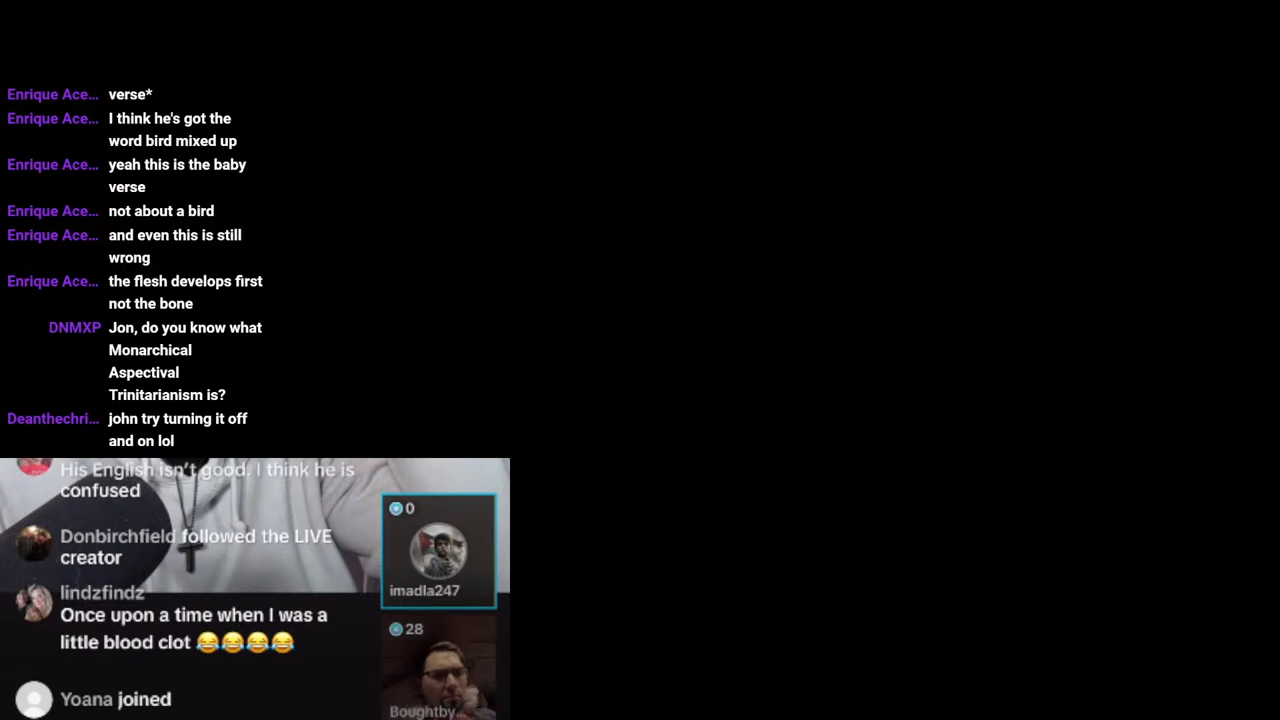 Enrique Ace... verse*
Enrique Ace... I think he's got the
word bird mixed up
Enrique Ace... yeah this is the baby
verse
Enrique Ace... not about a bird
Enrique Ace... and even this is still
wrong
Enrique Ace... the flesh develops first
not the bone
DNMXP Jon, do you know what
Monarchical
Aspectival
Trinitarianism is?
Deanthechri... john try turning it off
and on lol
His English isn't good. I think he is
confused
0
Donbirchfield followed the LIVE
creator
imadla247
lindzfindz
Once upon a time when I was a
little blood clot 😂😂😂😂
28
Yoana joined
Boughtby...